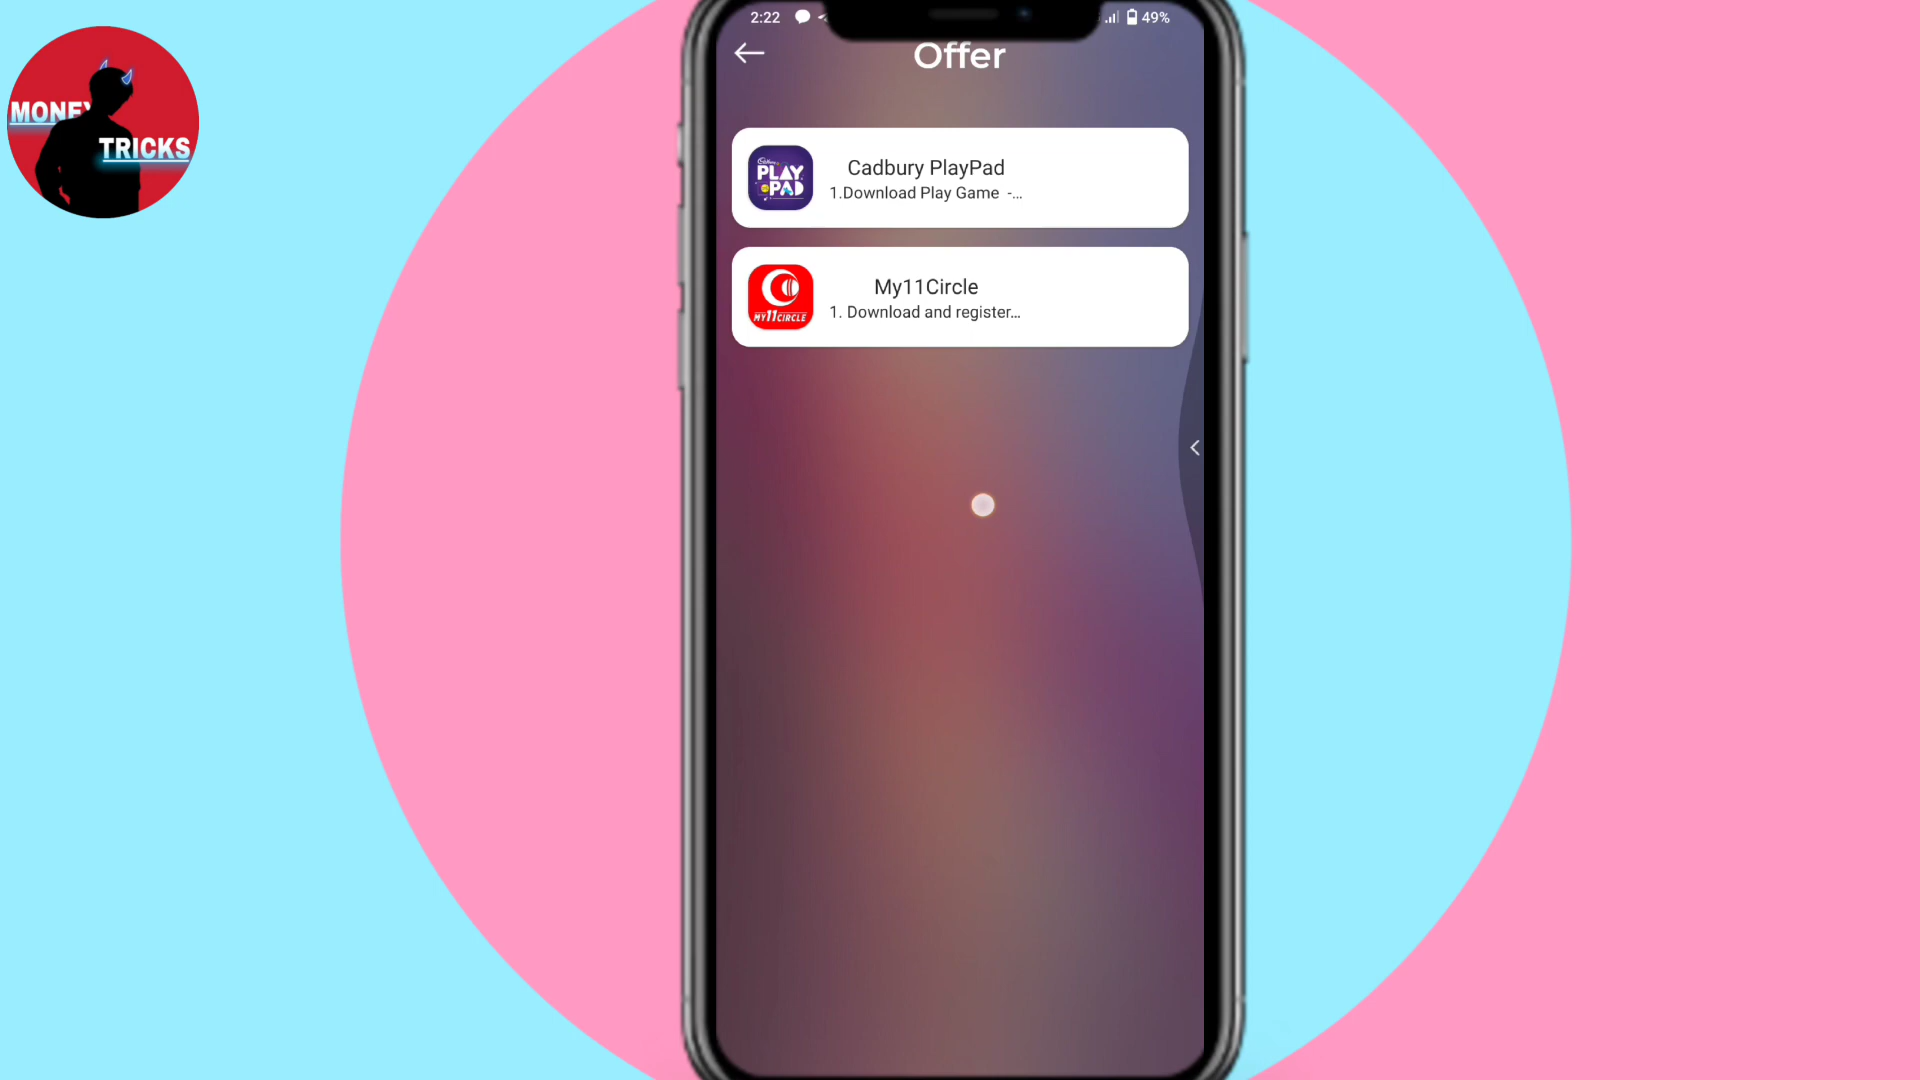 2:22
49%
Offer
MONEY
TRICKS
Cadbury
PLAY
PAD
Cadbury PlayPad
1.Download Play Game -...
MY11CIRCLE
My11Circle
1. Download and register...